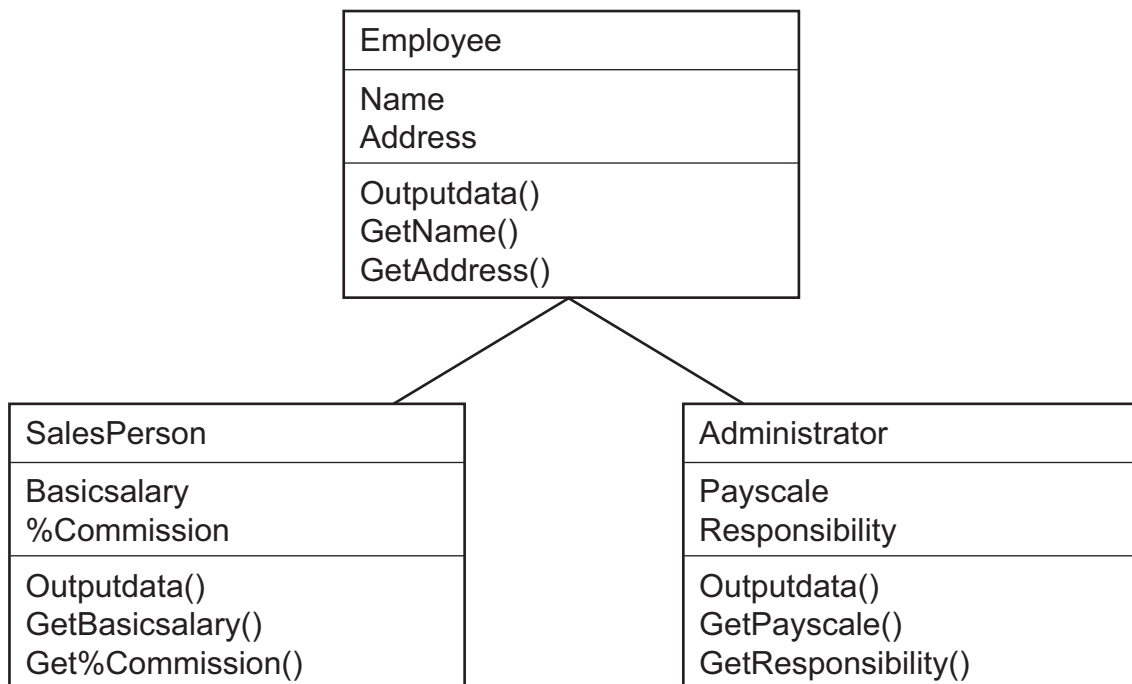 Employee
Name
Address
Outputdata()
GetName()
GetAddress()
SalesPerson
Basicsalary
%Commission
Outputdata()
GetBasicsalary()
Get%Commission()
Administrator
Payscale
Responsibility
Outputdata()
GetPayscale()
GetResponsibility()